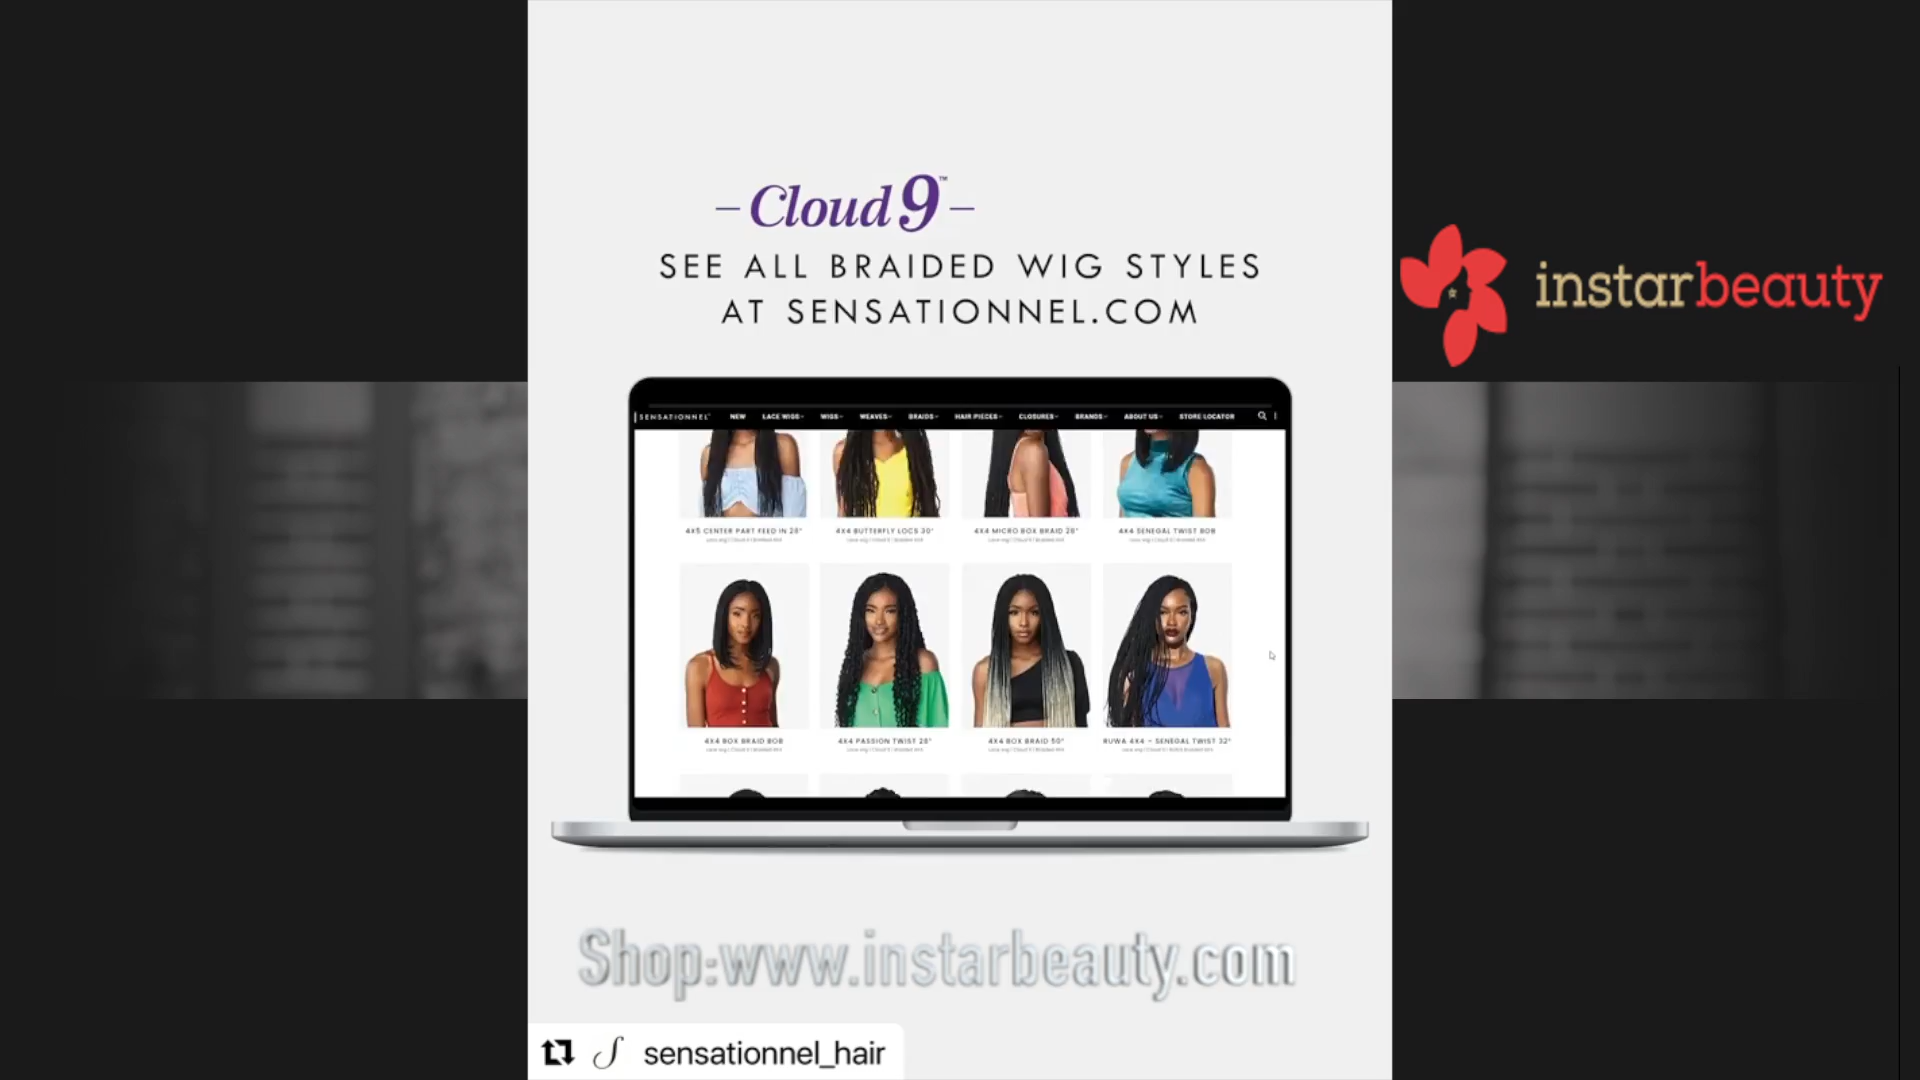 Cloud 9™
SEE ALL BRAIDED WIG STYLES
AT SENSATIONNEL.COM
instarbeauty
SENSATIONNEL NEW LACE WIGS WIGS WEAVES BRAIDS HAIR PIECES CLOSURES BRANDS ABOUT US STORE LOCATOR
4X5 CENTER PART FEED IN 28" 4X4 BUTTERFLY LOCS 30" 4X4 MICRO BOX BRAID 28" 4X4 SENEGAL TWIST BOB
4X4 BOX BRAID BOB 4X4 PASSION TWIST 28" 4X4 BOX BRAID 50" RUWA 4X4 – SENEGAL TWIST 32"
Shop:www.instarbeauty.com
sensationnel_hair